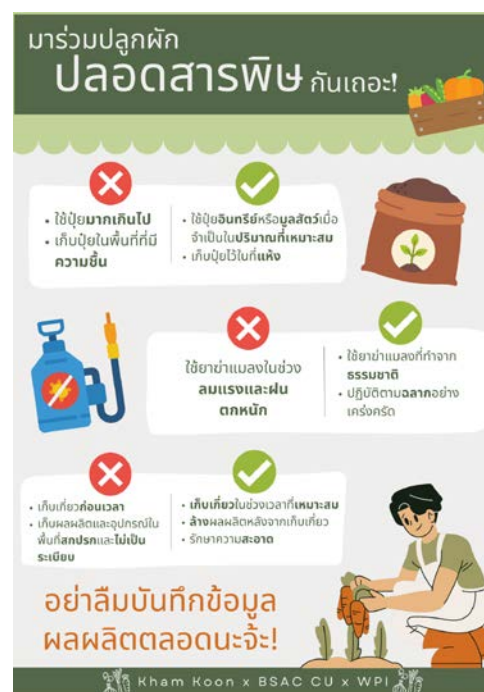 มาร่วมปลูกผัก
ปลอดสารพิษ กันเถอะ!
• ใช้ปุ๋ยมากเกินไป
• เก็บปุ๋ยในพื้นที่ที่มี
ความชื้น
• ใช้ปุ๋ยอินทรีย์หรือมูลสัตว์เมื่อ
จำเป็นในปริมาณที่เหมาะสม
• เก็บปุ๋ยไว้ในที่แห้ง
ใช้ยาฆ่าแมลงในช่วง
ลมแรงและฝน
ตกหนัก
• ใช้ยาฆ่าแมลงที่ทำจาก
ธรรมชาติ
• ปฏิบัติตามฉลากอย่าง
เคร่งครัด
• เก็บเกี่ยวก่อนเวลา
• เก็บผลผลิตและอุปกรณ์ใน
พื้นที่สกปรกและไม่เป็น
ระเบียบ
• เก็บเกี่ยวในช่วงเวลาที่เหมาะสม
• ล้างผลผลิตหลังจากเก็บเกี่ยว
• รักษาความสะอาด
อย่าลืมบันทึกข้อมูล
ผลผลิตตลอดนะจ้ะ!
Kham Koon x BSAC CU x WPI